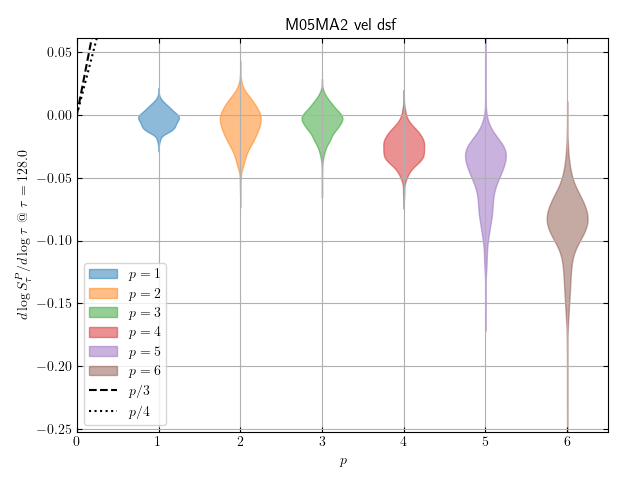 M05MA2 vel dsf
d log S_τ^P / d log τ @ τ = 128.0
0.05
0.00
−0.05
−0.10
−0.15
−0.20
−0.25
p = 1
p = 2
p = 3
p = 4
p = 5
p = 6
p/3
p/4
0 1 2 3 4 5 6
p